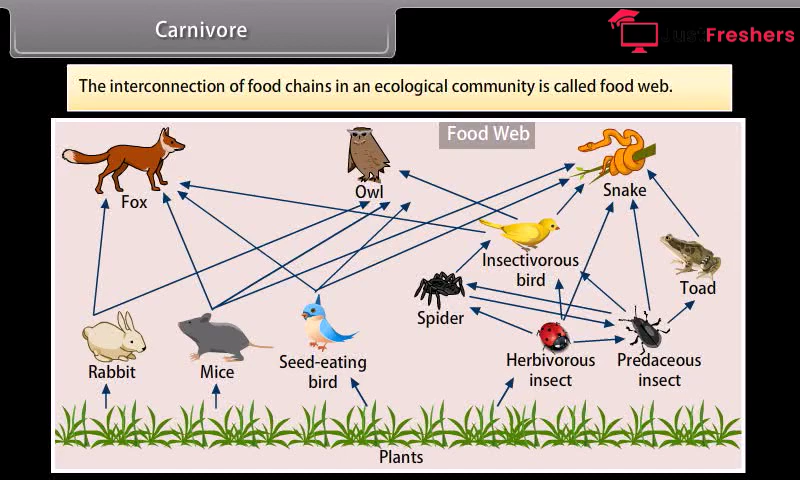 Carnivore
JustFreshers
The interconnection of food chains in an ecological community is called food web.
Food Web
Fox
Owl
Snake
Insectivorous
bird
Toad
Spider
Rabbit
Mice
Seed-eating
bird
Herbivorous
insect
Predaceous
insect
Plants